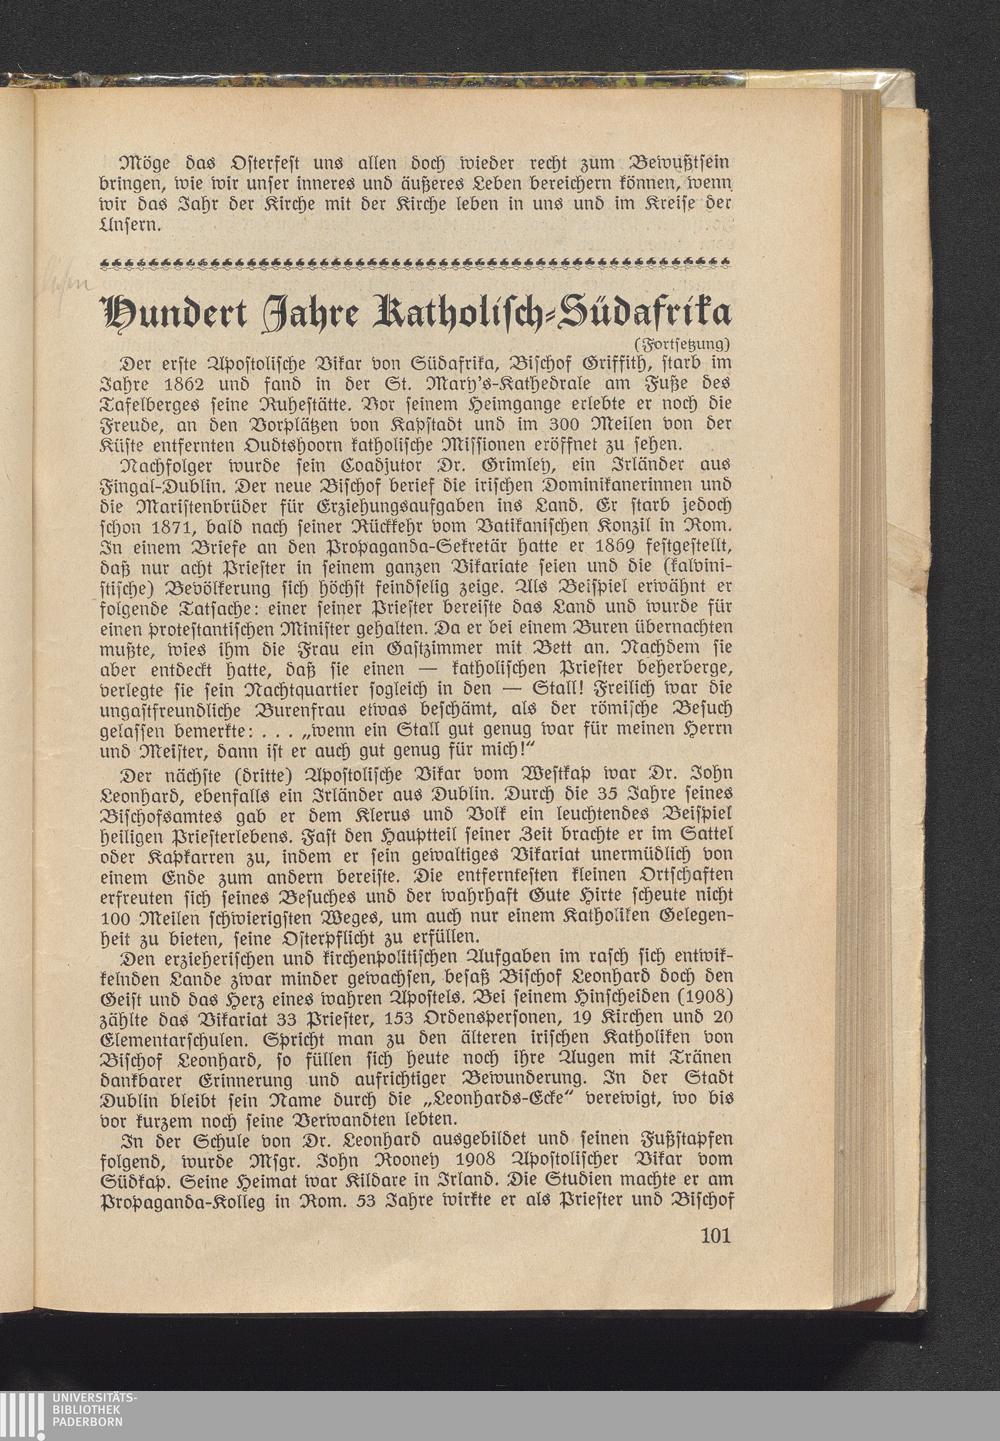 Möge das Osterfest uns allen doch wieder recht zum Bewußtsein
bringen, wie wir unser inneres und äußeres Leben bereichern können, wenn
wir das Jahr der Kirche mit der Kirche leben in uns und im Kreise der
Unsern.
Hundert Jahre Katholisch-Südafrika
(Fortsetzung)
Der erste Apostolische Vikar von Südafrika, Bischof Griffith, starb im
Jahre 1862 und fand in der St. Mary's-Kathedrale am Fuße des
Tafelberges seine Ruhestätte. Vor seinem Heimgange erlebte er noch die
Freude, an den Vorplätzen von Kapstadt und im 300 Meilen von der
Küste entfernten Oudtshoorn katholische Missionen eröffnet zu sehen.
Nachfolger wurde sein Coadjutor Dr. Grimley, ein Irländer aus
Fingal-Dublin. Der neue Bischof berief die irischen Dominikanerinnen und
die Maristenbrüder für Erziehungsaufgaben ins Land. Er starb jedoch
schon 1871, bald nach seiner Rückkehr vom Vatikanischen Konzil in Rom.
In einem Briefe an den Propaganda-Sekretär hatte er 1869 festgestellt,
daß nur acht Priester in seinem ganzen Vikariate seien und die (kalvini-
stische) Bevölkerung sich höchst feindselig zeige. Als Beispiel erwähnt er
folgende Tatsache: einer seiner Priester bereiste das Land und wurde für
einen protestantischen Minister gehalten. Da er bei einem Buren übernachten
mußte, wies ihm die Frau ein Gastzimmer mit Bett an. Nachdem sie
aber entdeckt hatte, daß sie einen — katholischen Priester beherberge,
verlegte sie sein Nachtquartier sogleich in den — Stall! Freilich war die
ungastfreundliche Burenfrau etwas beschämt, als der römische Besuch
gelassen bemerkte: . . . „wenn ein Stall gut genug war für meinen Herrn
und Meister, dann ist er auch gut genug für mich!“
Der nächste (dritte) Apostolische Vikar vom Westkap war Dr. John
Leonhard, ebenfalls ein Irländer aus Dublin. Durch die 35 Jahre seines
Bischofsamtes gab er dem Klerus und Volk ein leuchtendes Beispiel
heiligen Priesterlebens. Fast den Hauptteil seiner Zeit brachte er im Sattel
oder Kapkarren zu, indem er sein gewaltiges Vikariat unermüdlich von
einem Ende zum andern bereiste. Die entferntesten kleinen Ortschaften
erfreuten sich seines Besuches und der wahrhaft Gute Hirte scheute nicht
100 Meilen schwierigsten Weges, um auch nur einem Katholiken Gelegen-
heit zu bieten, seine Osterpflicht zu erfüllen.
Den erzieherischen und kirchenpolitischen Aufgaben im rasch sich entwik-
kelnden Lande zwar minder gewachsen, besaß Bischof Leonhard doch den
Geist und das Herz eines wahren Apostels. Bei seinem Hinscheiden (1908)
zählte das Vikariat 33 Priester, 153 Ordenspersonen, 19 Kirchen und 20
Elementarschulen. Spricht man zu den älteren irischen Katholiken von
Bischof Leonhard, so füllen sich heute noch ihre Augen mit Tränen
dankbarer Erinnerung und aufrichtiger Bewunderung. In der Stadt
Dublin bleibt sein Name durch die „Leonhards-Ecke“ verewigt, wo bis
vor kurzem noch seine Verwandten lebten.
In der Schule von Dr. Leonhard ausgebildet und seinen Fußstapfen
folgend, wurde Msgr. John Rooney 1908 Apostolischer Vikar vom
Südkap. Seine Heimat war Kildare in Irland. Die Studien machte er am
Propaganda-Kolleg in Rom. 53 Jahre wirkte er als Priester und Bischof
101
UNIVERSITÄTS-
BIBLIOTHEK
PADERBORN